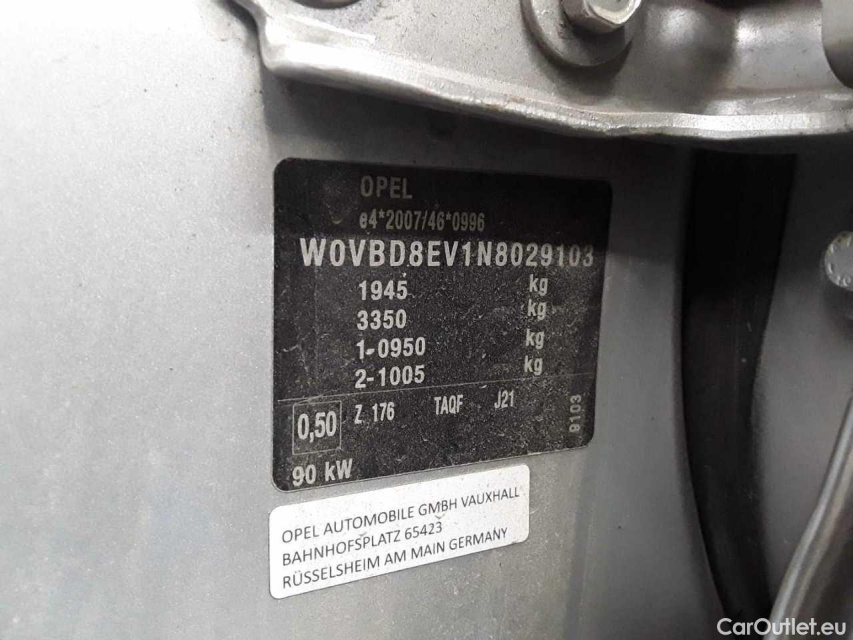 OPEL
e4*2007/46*0996
W0VBD8EV1N8029103
1945 kg
3350 kg
1-0950 kg
2-1005 kg
0,50 Z 176 TAQF J21
9103
90 kW
OPEL AUTOMOBILE GMBH VAUXHALL
BAHNHOFSPLATZ 65423
RÜSSELSHEIM AM MAIN GERMANY
CarOutlet.eu